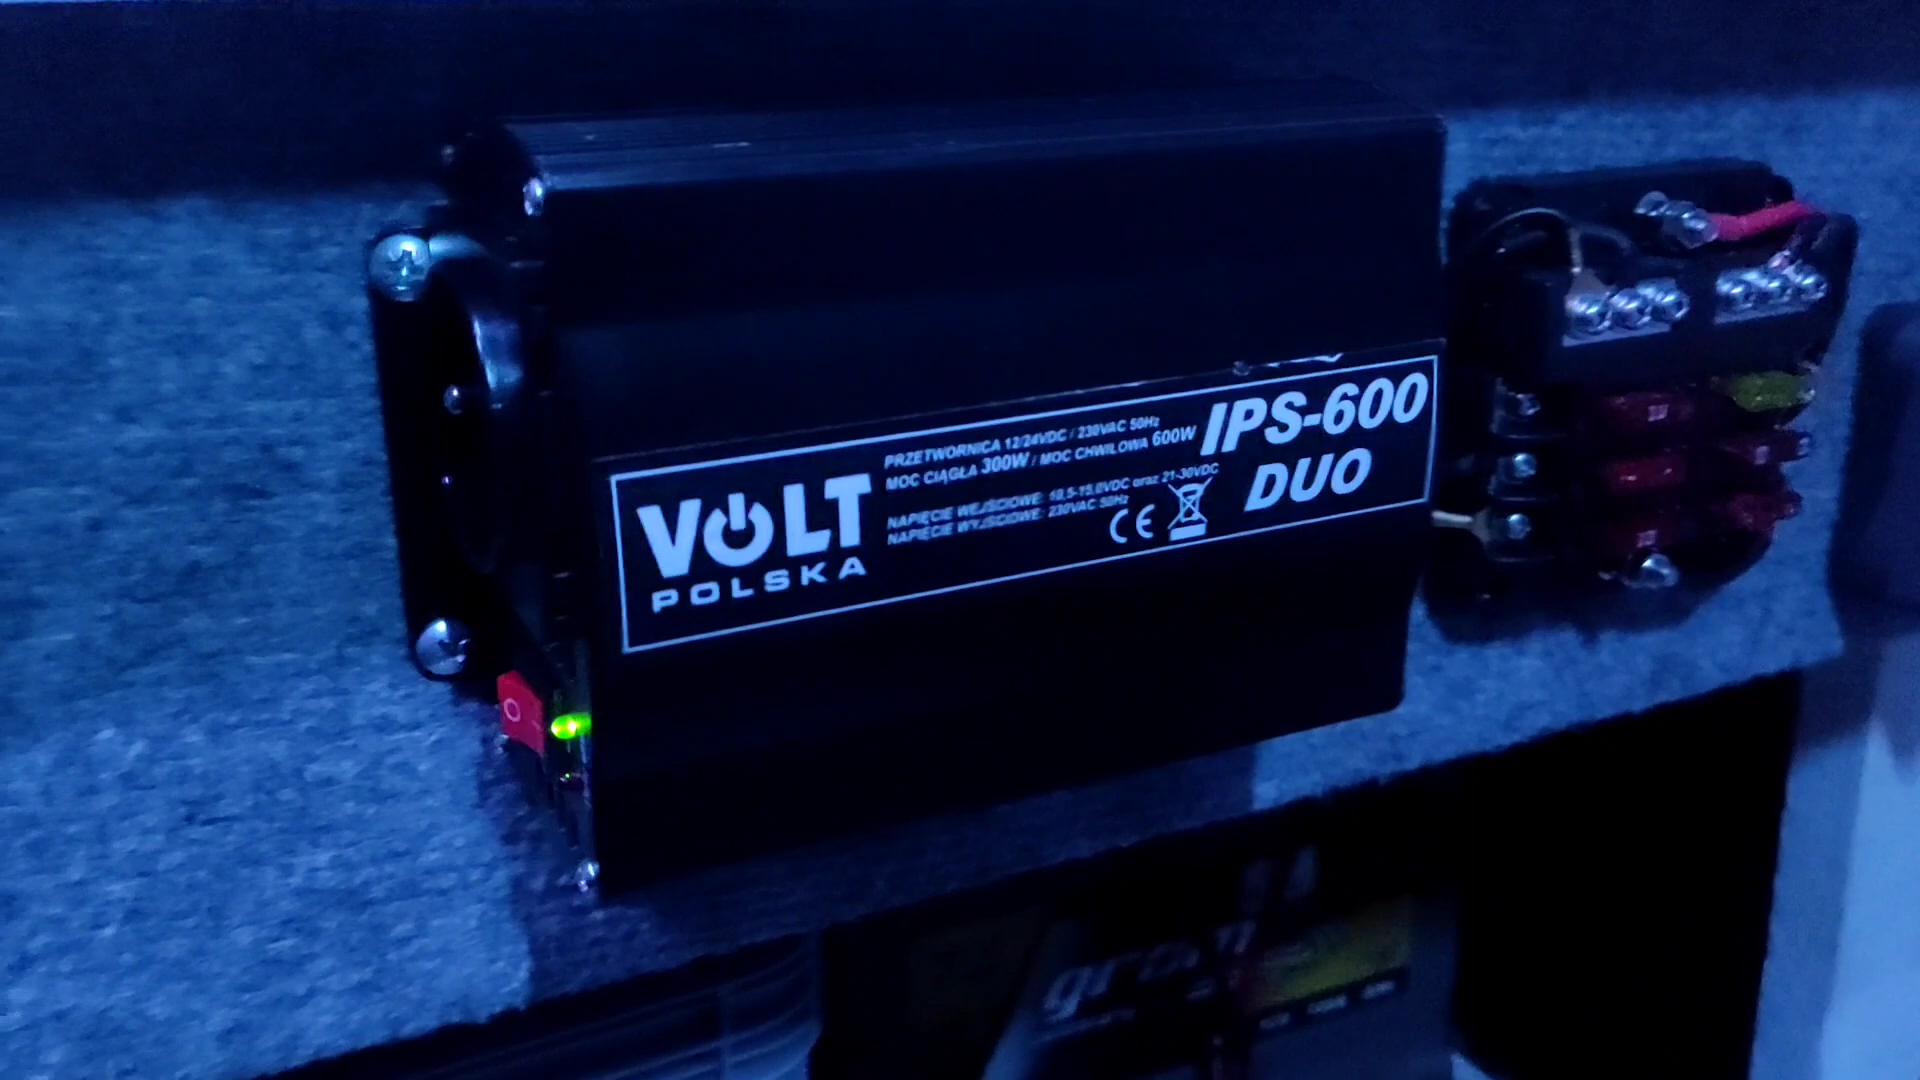 PRZETWORNICA 12/24VDC / 230VAC 50Hz
MOC CIĄGŁA 300W / MOC CHWILOWA 600W
IPS-600
DUO
VOLT
POLSKA
NAPIĘCIE WEJŚCIOWE: 10,5-15,0VDC oraz 21-30VDC
NAPIĘCIE WYJŚCIOWE: 230VAC 50Hz
CE